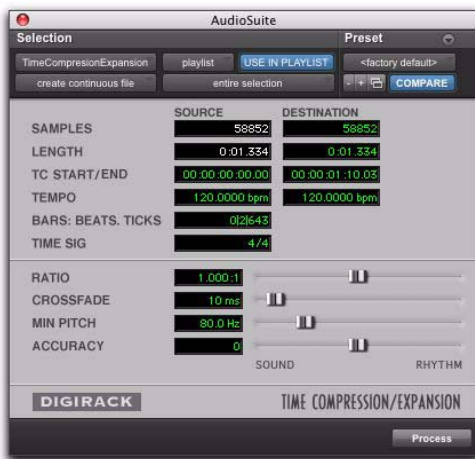 AudioSuite
Selection Preset
TimeCompresionExpansion playlist USE IN PLAYLIST <factory default>
create continuous file entire selection - + COMPARE
SOURCE DESTINATION
SAMPLES 58852 58852
LENGTH 0:01.334 0:01.334
TC START/END 00:00:00:00.00 00:00:01:10.03
TEMPO 120.0000 bpm 120.0000 bpm
BARS: BEATS. TICKS 0|2|643
TIME SIG 4/4
RATIO 1.000:1
CROSSFADE 10 ms
MIN PITCH 80.0 Hz
ACCURACY 0
SOUND RHYTHM
DIGIRACK TIME COMPRESSION/EXPANSION
Process